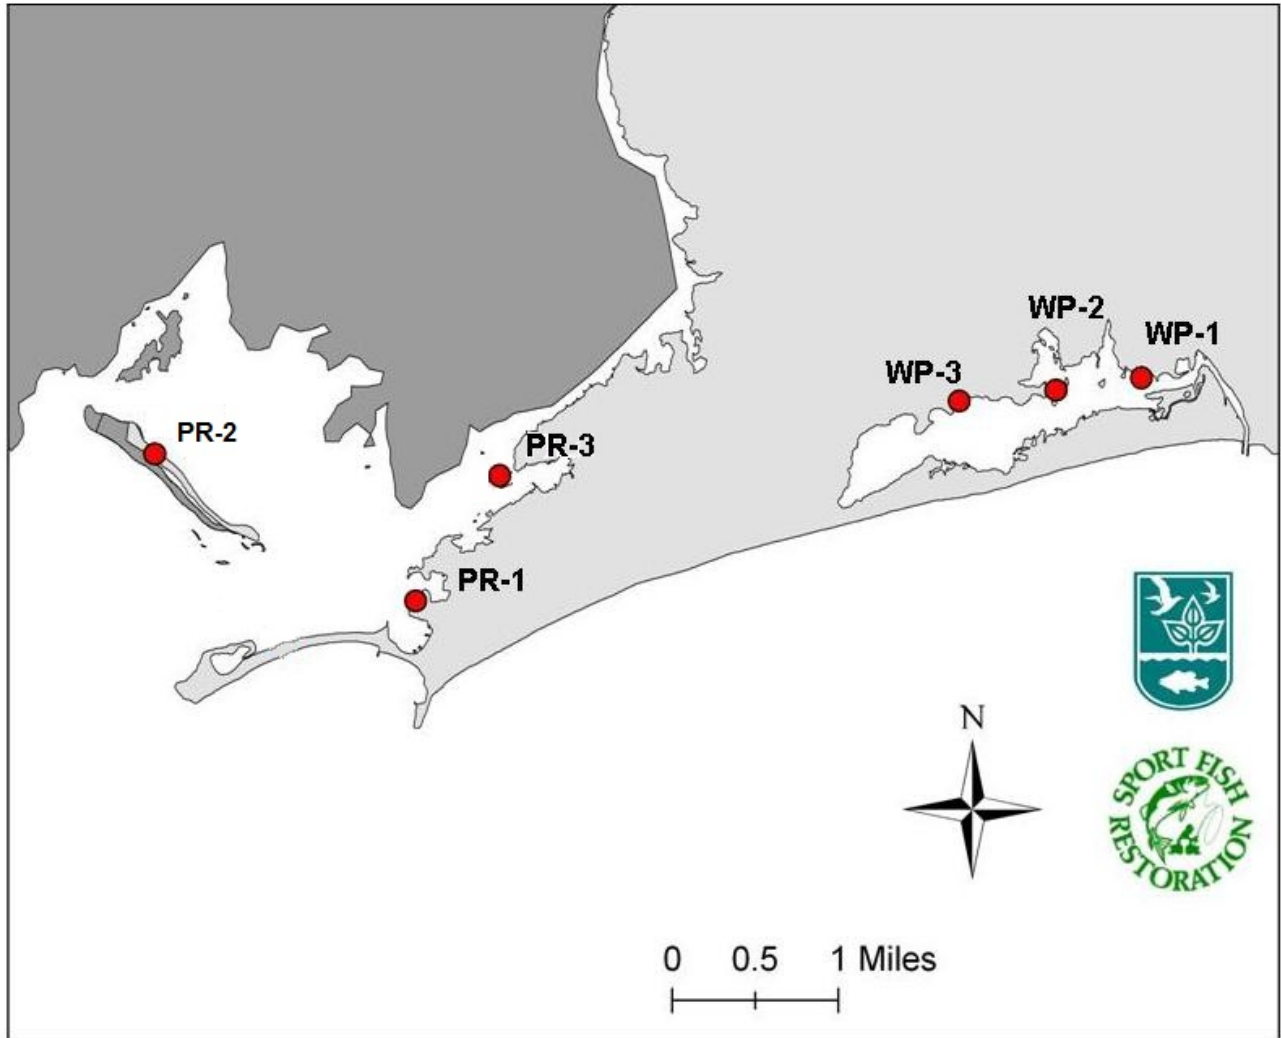 WP-2
WP-1
WP-3
PR-2
PR-3
PR-1
N
SPORT FISH
RESTORATION
0 0.5 1 Miles